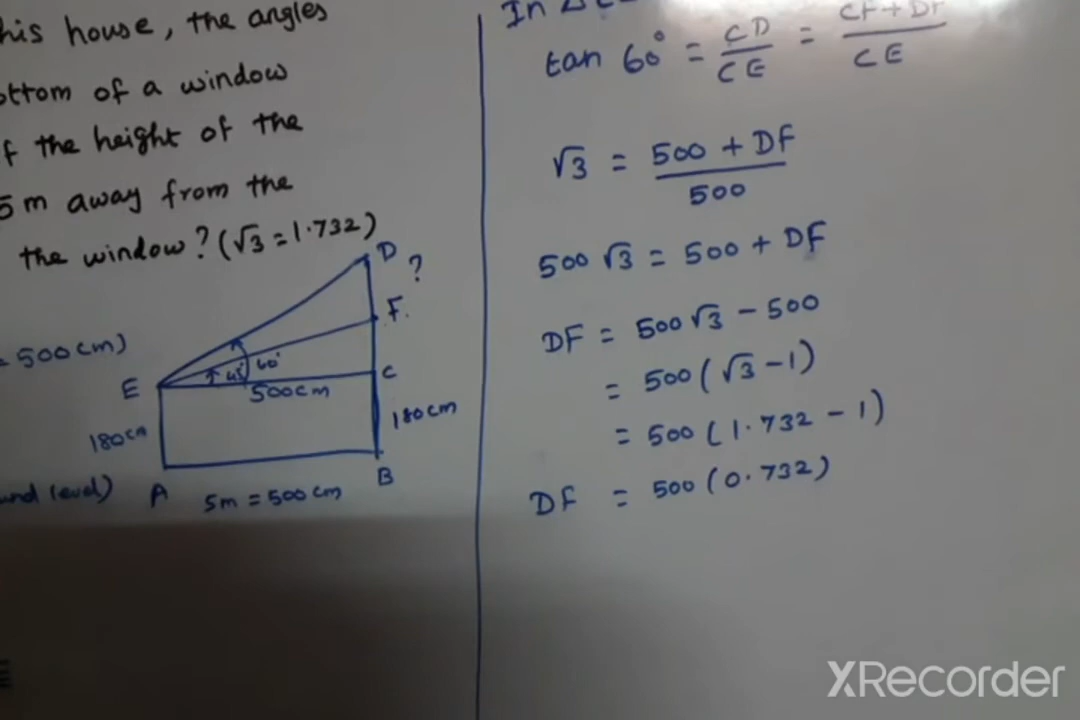 his house, the angles
ottom of a window
f the height of the
5m away from the
the window? (√3 = 1.732)
D
?
F.
= 500 cm)
E
45°
60°
C
500cm
180cm
180cm
und level)
A
5m = 500 cm
B
In
tan 60° = CD/CE = CF + DF/CE
√3 = 500 + DF/500
500 √3 = 500 + DF
DF = 500 √3 - 500
= 500 (√3 - 1)
= 500 (1.732 - 1)
DF = 500 (0.732)
XRecorder